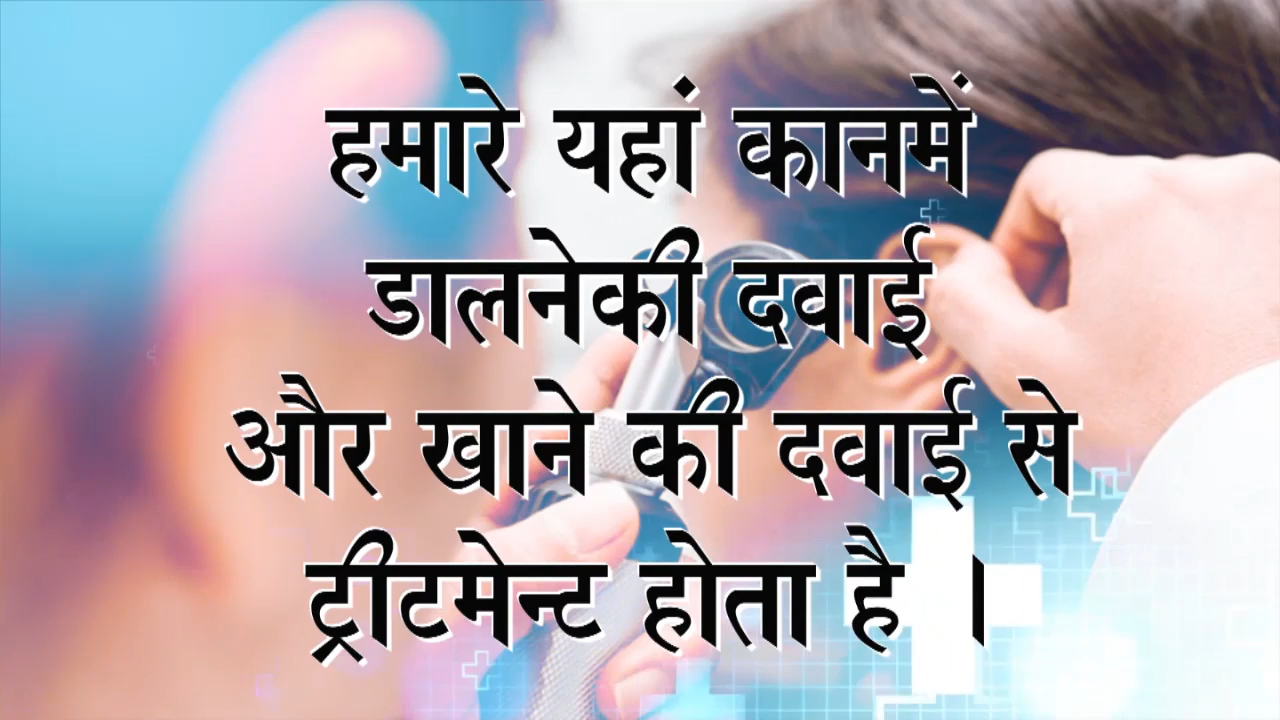 हमारे यहां कानमें
डालनेकी दवाई
और खाने की दवाई से
ट्रीटमेन्ट होता है ।